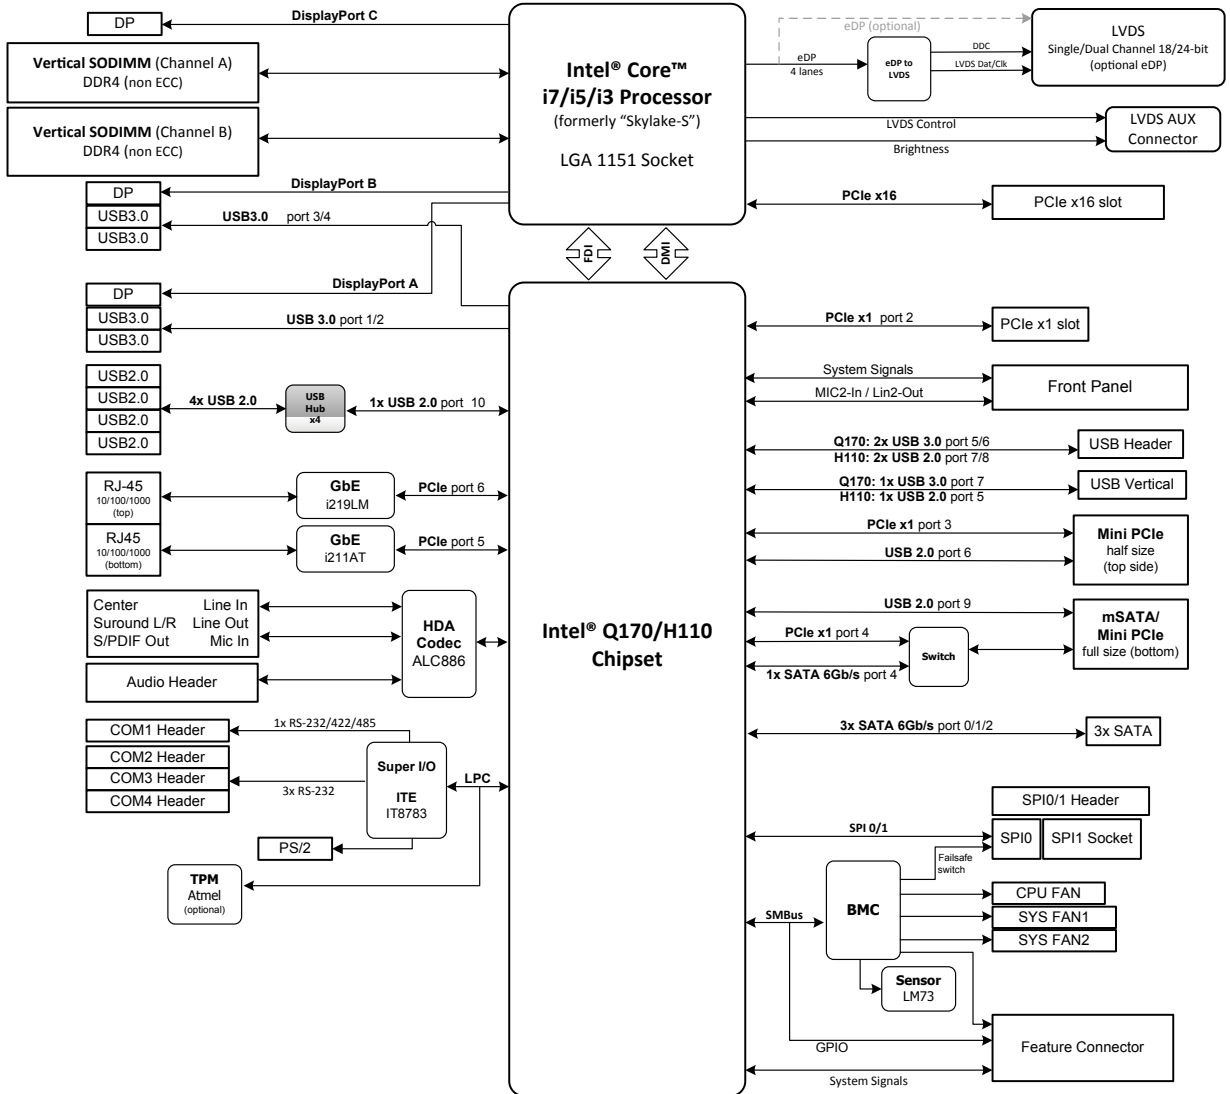 DisplayPort C
DP
Vertical SODIMM (Channel A)
DDR4 (non ECC)
Vertical SODIMM (Channel B)
DDR4 (non ECC)
DisplayPort B
DP
USB3.0
USB3.0 port 3/4
USB3.0
DisplayPort A
DP
USB3.0
USB 3.0 port 1/2
USB3.0
USB2.0
USB2.0
USB2.0
USB2.0
4x USB 2.0
USB
Hub
x4
1x USB 2.0 port 10
RJ-45
10/100/1000
(top)
GbE
i219LM
PCIe port 6
RJ45
10/100/1000
(bottom)
GbE
i211AT
PCIe port 5
Center Line In
Suround L/R Line Out
S/PDIF Out Mic In
HDA
Codec
ALC886
Audio Header
COM1 Header
1x RS-232/422/485
COM2 Header
COM3 Header
COM4 Header
3x RS-232
Super I/O
ITE
IT8783
LPC
PS/2
TPM
Atmel
(optional)
Intel® Core™
i7/i5/i3 Processor
(formerly “Skylake-S”)
LGA 1151 Socket
FDI
DMI
Intel® Q170/H110
Chipset
eDP (optional)
eDP
4 lanes
eDP to
LVDS
DDC
LVDS Dat/Clk
LVDS
Single/Dual Channel 18/24-bit
(optional eDP)
LVDS Control
Brightness
LVDS AUX
Connector
PCIe x16
PCIe x16 slot
PCIe x1 port 2
PCIe x1 slot
System Signals
MIC2-In / Lin2-Out
Front Panel
Q170: 2x USB 3.0 port 5/6
H110: 2x USB 2.0 port 7/8
USB Header
Q170: 1x USB 3.0 port 7
H110: 1x USB 2.0 port 5
USB Vertical
PCIe x1 port 3
USB 2.0 port 6
Mini PCIe
half size
(top side)
USB 2.0 port 9
PCIe x1 port 4
1x SATA 6Gb/s port 4
Switch
mSATA/
Mini PCIe
full size (bottom)
3x SATA 6Gb/s port 0/1/2
3x SATA
SPI0/1 Header
SPI 0/1
SPI0
SPI1 Socket
Failsafe
switch
BMC
SMBus
CPU FAN
SYS FAN1
SYS FAN2
Sensor
LM73
GPIO
Feature Connector
System Signals